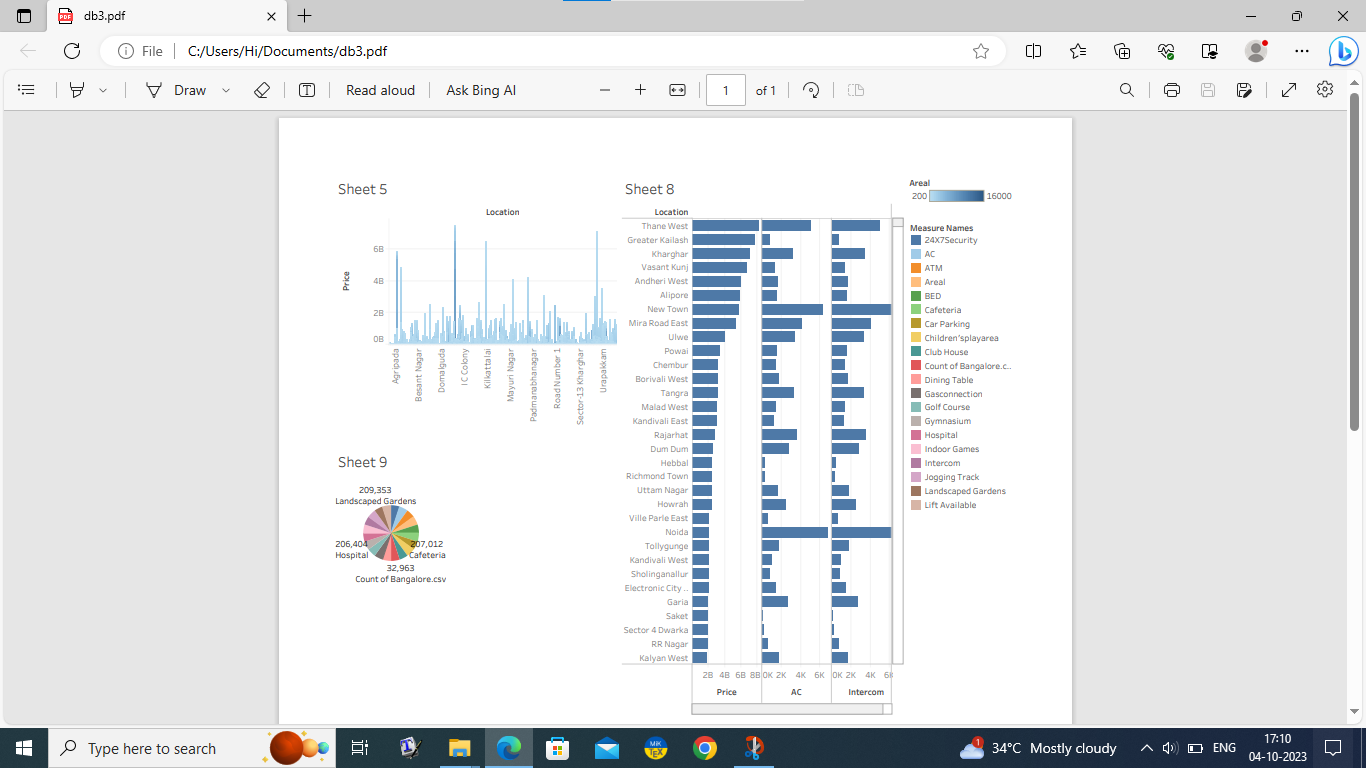 db3.pdf
File
C:/Users/Hi/Documents/db3.pdf
Draw
Read aloud
Ask Bing AI
1
of 1
Sheet 5
Location
Price
6B
4B
2B
0B
Agripada
Besant Nagar
Domalguda
I C Colony
Kilkattalai
Mayuri Nagar
Padmanabhanagar
Road Number 1
Sector-13 Kharghar
Urapakkam
Sheet 9
209,353
Landscaped Gardens
206,404
Hospital
207,012
Cafeteria
32,963
Count of Bangalore.csv
Sheet 8
Location
Thane West
Greater Kailash
Kharghar
Vasant Kunj
Andheri West
Alipore
New Town
Mira Road East
Ulwe
Powai
Chembur
Borivali West
Tangra
Malad West
Kandivali East
Rajarhat
Dum Dum
Hebbal
Richmond Town
Uttam Nagar
Howrah
Ville Parle East
Noida
Tollygunge
Kandivali West
Sholinganallur
Electronic City ..
Garia
Saket
Sector 4 Dwarka
RR Nagar
Kalyan West
2B 4B 6B 8B 0K 2K 4K 6K 0K 2K 4K
Price AC Intercom
Areal
200 16000
Measure Names
24X7Security
AC
ATM
Areal
BED
Cafeteria
Car Parking
Children'splayarea
Club House
Count of Bangalore.c..
Dining Table
Gasconnection
Golf Course
Gymnasium
Hospital
Indoor Games
Intercom
Jogging Track
Landscaped Gardens
Lift Available
Type here to search
34°C Mostly cloudy
ENG
17:10
04-10-2023